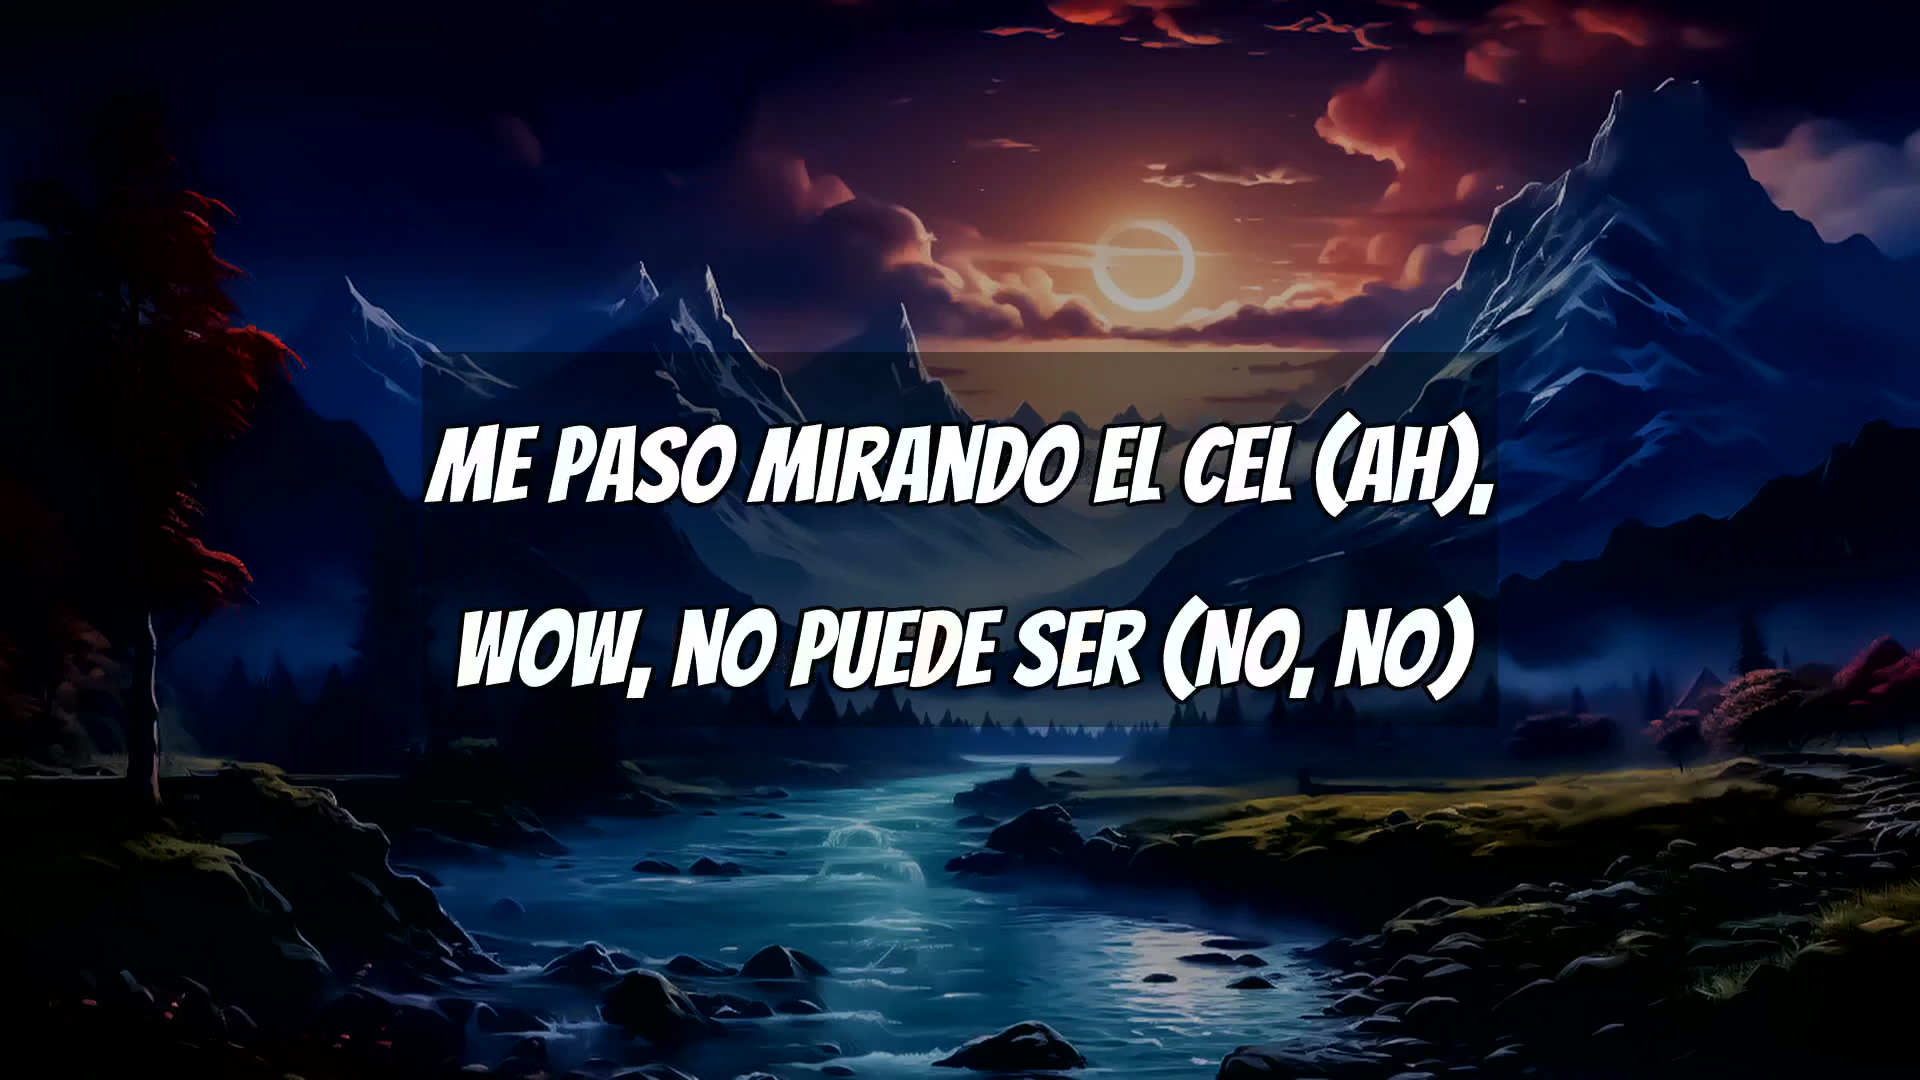 ME PASO MIRANDO EL CEL (AH),
WOW, NO PUEDE SER (NO, NO)